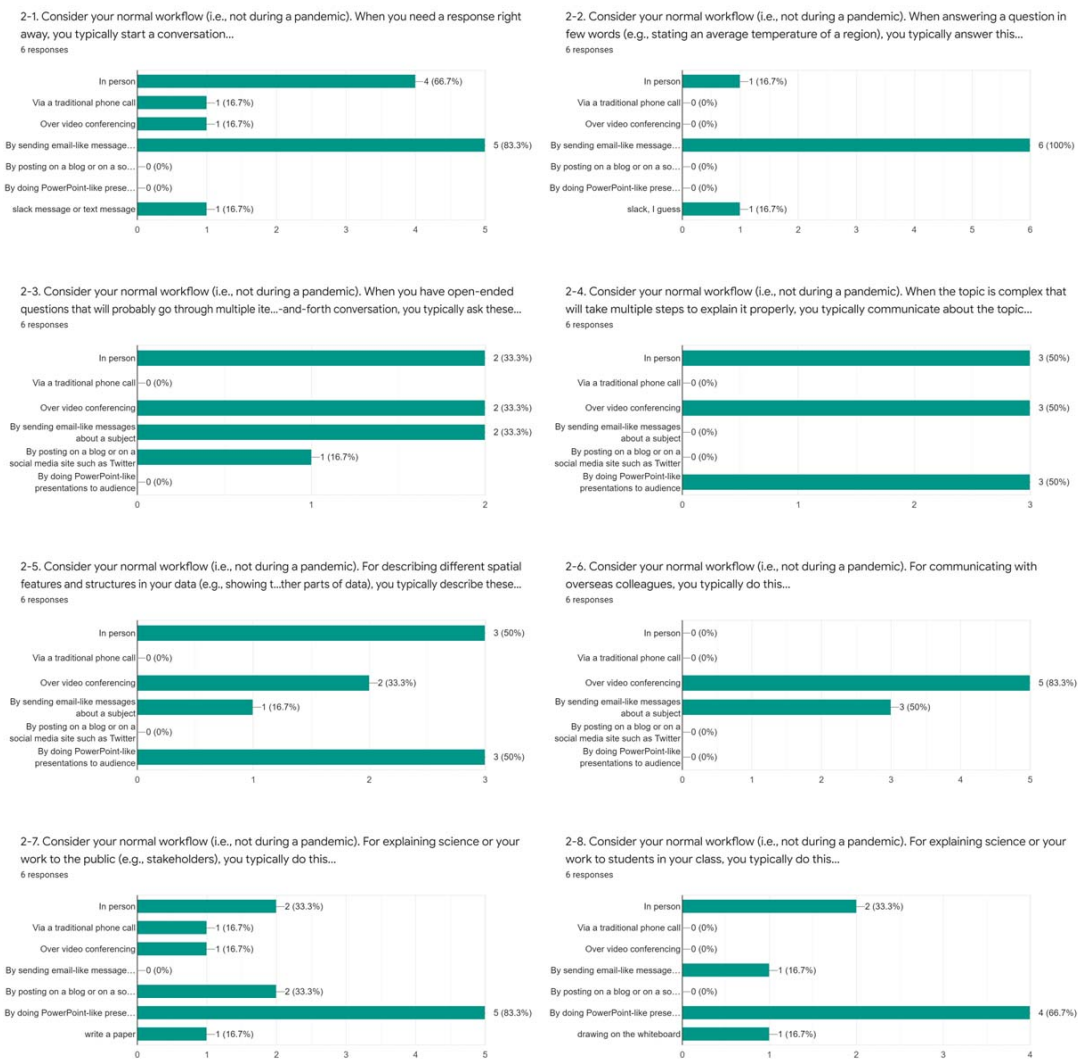 2-1. Consider your normal workflow (i.e., not during a pandemic). When you need a response right
away, you typically start a conversation...
6 responses
In person
4 (66.7%)
Via a traditional phone call
1 (16.7%)
Over video conferencing
1 (16.7%)
By sending email-like message...
5 (83.3%)
By posting on a blog or on a so...
0 (0%)
By doing PowerPoint-like prese...
0 (0%)
slack message or text message
1 (16.7%)
0 1 2 3 4 5
2-2. Consider your normal workflow (i.e., not during a pandemic). When answering a question in
few words (e.g., stating an average temperature of a region), you typically answer this...
6 responses
In person
1 (16.7%)
Via a traditional phone call
0 (0%)
Over video conferencing
0 (0%)
By sending email-like message...
6 (100%)
By posting on a blog or on a so...
0 (0%)
By doing PowerPoint-like prese...
0 (0%)
slack, I guess
1 (16.7%)
0 1 2 3 4 5 6
2-3. Consider your normal workflow (i.e., not during a pandemic). When you have open-ended
questions that will probably go through multiple ite...-and-forth conversation, you typically ask these...
6 responses
In person
2 (33.3%)
Via a traditional phone call
0 (0%)
Over video conferencing
2 (33.3%)
By sending email-like messages
about a subject
2 (33.3%)
By posting on a blog or on a
social media site such as Twitter
1 (16.7%)
By doing PowerPoint-like
presentations to audience
0 (0%)
0 1 2
2-4. Consider your normal workflow (i.e., not during a pandemic). When the topic is complex that
will take multiple steps to explain it properly, you typically communicate about the topic...
6 responses
In person
3 (50%)
Via a traditional phone call
0 (0%)
Over video conferencing
3 (50%)
By sending email-like messages
about a subject
0 (0%)
By posting on a blog or on a
social media site such as Twitter
0 (0%)
By doing PowerPoint-like
presentations to audience
3 (50%)
0 1 2 3
2-5. Consider your normal workflow (i.e., not during a pandemic). For describing different spatial
features and structures in your data (e.g., showing t...ther parts of data), you typically describe these...
6 responses
In person
3 (50%)
Via a traditional phone call
0 (0%)
Over video conferencing
2 (33.3%)
By sending email-like messages
about a subject
1 (16.7%)
By posting on a blog or on a
social media site such as Twitter
0 (0%)
By doing PowerPoint-like
presentations to audience
3 (50%)
0 1 2 3
2-6. Consider your normal workflow (i.e., not during a pandemic). For communicating with
overseas colleagues, you typically do this...
6 responses
In person
0 (0%)
Via a traditional phone call
0 (0%)
Over video conferencing
5 (83.3%)
By sending email-like messages
about a subject
3 (50%)
By posting on a blog or on a
social media site such as Twitter
0 (0%)
By doing PowerPoint-like
presentations to audience
0 (0%)
0 1 2 3 4 5
2-7. Consider your normal workflow (i.e., not during a pandemic). For explaining science or your
work to the public (e.g., stakeholders), you typically do this...
6 responses
In person
2 (33.3%)
Via a traditional phone call
1 (16.7%)
Over video conferencing
1 (16.7%)
By sending email-like message...
0 (0%)
By posting on a blog or on a so...
2 (33.3%)
By doing PowerPoint-like prese...
5 (83.3%)
write a paper
1 (16.7%)
0 1 2 3 4 5
2-8. Consider your normal workflow (i.e., not during a pandemic). For explaining science or your
work to students in your class, you typically do this...
6 responses
In person
2 (33.3%)
Via a traditional phone call
0 (0%)
Over video conferencing
0 (0%)
By sending email-like message...
1 (16.7%)
By posting on a blog or on a so...
0 (0%)
By doing PowerPoint-like prese...
4 (66.7%)
drawing on the whiteboard
1 (16.7%)
0 1 2 3 4